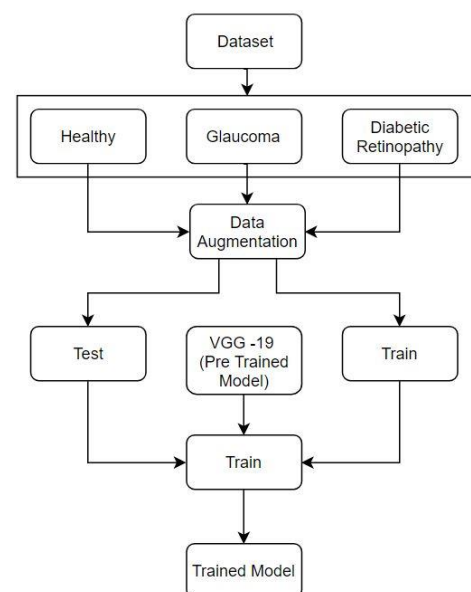 Dataset
Healthy
Glaucoma
Diabetic
Retinopathy
Data
Augmentation
Test
VGG -19
(Pre Trained
Model)
Train
Train
Trained Model